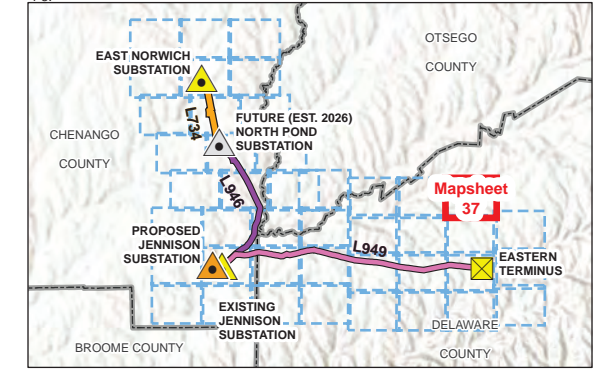 OTSEGO
COUNTY
EAST NORWICH
SUBSTATION
L734
FUTURE (EST. 2026)
NORTH POND
SUBSTATION
CHENANGO
COUNTY
L946
Mapsheet
37
PROPOSED
JENNISON
SUBSTATION
L949
EASTERN
TERMINUS
EXISTING
JENNISON
SUBSTATION
DELAWARE
COUNTY
BROOME COUNTY